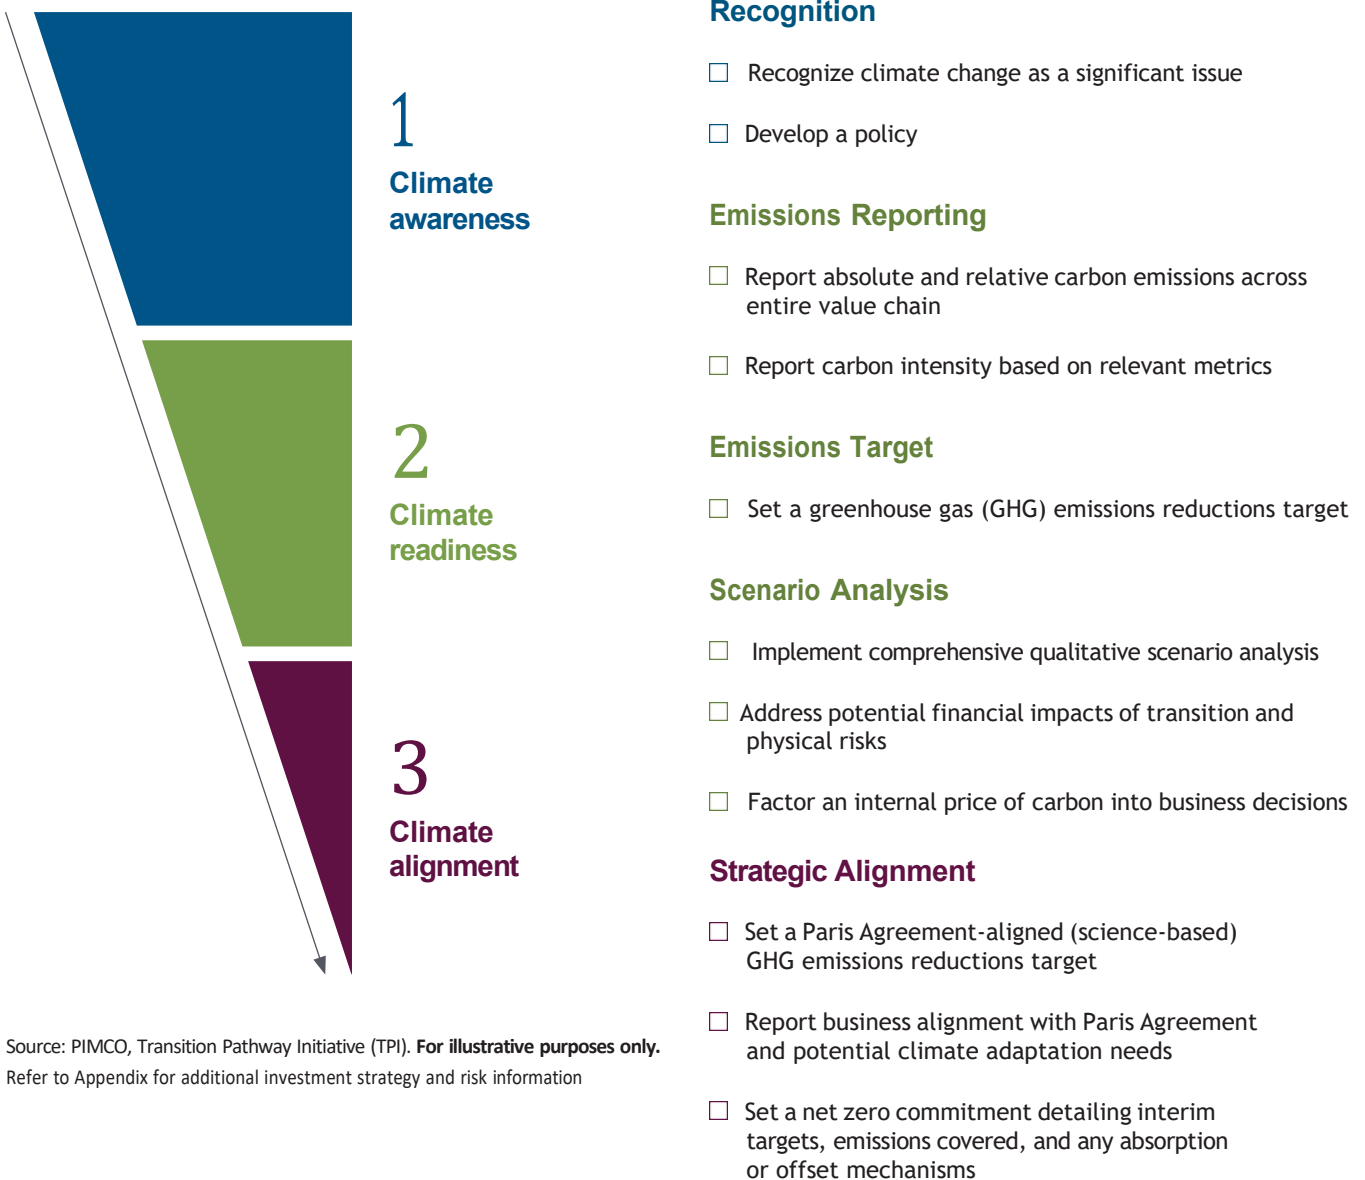 1
Climate
awareness
2
Climate
readiness
3
Climate
alignment
Source: PIMCO, Transition Pathway Initiative (TPI). For illustrative purposes only.
Refer to Appendix for additional investment strategy and risk information
Recognition
Recognize climate change as a significant issue
Develop a policy
Emissions Reporting
Report absolute and relative carbon emissions across
entire value chain
Report carbon intensity based on relevant metrics
Emissions Target
Set a greenhouse gas (GHG) emissions reductions target
Scenario Analysis
Implement comprehensive qualitative scenario analysis
Address potential financial impacts of transition and
physical risks
Factor an internal price of carbon into business decisions
Strategic Alignment
Set a Paris Agreement-aligned (science-based)
GHG emissions reductions target
Report business alignment with Paris Agreement
and potential climate adaptation needs
Set a net zero commitment detailing interim
targets, emissions covered, and any absorption
or offset mechanisms